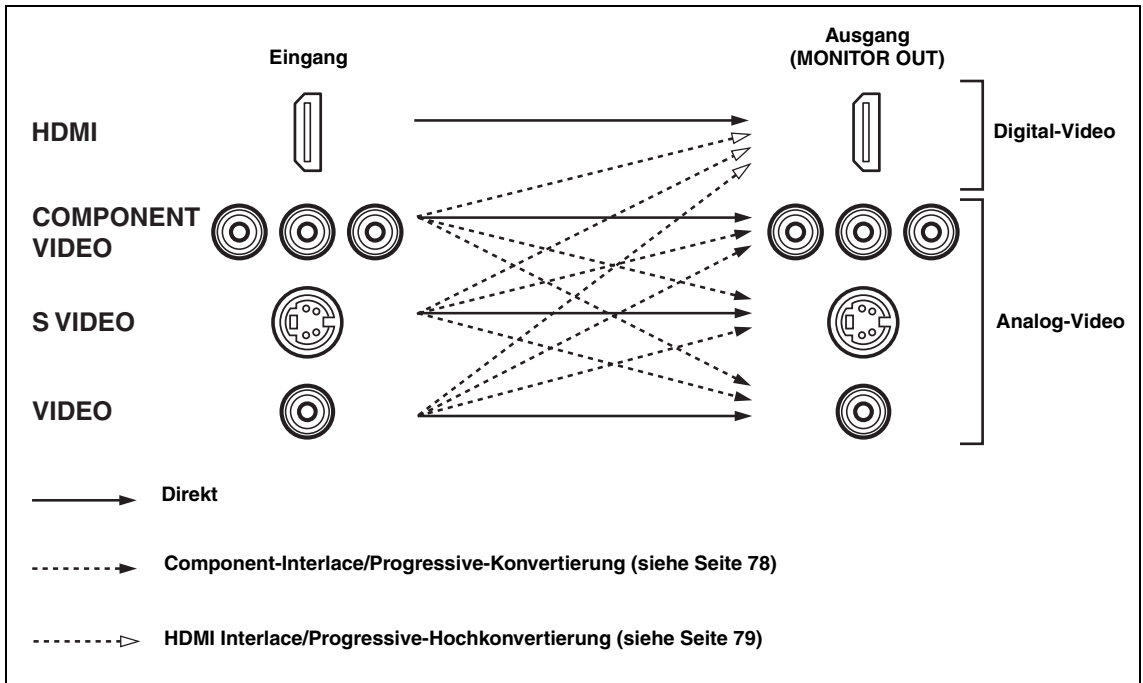 Eingang
Ausgang
(MONITOR OUT)
HDMI
Digital-Video
COMPONENT
VIDEO
S VIDEO
Analog-Video
VIDEO
Direkt
Component-Interlace/Progressive-Konvertierung (siehe Seite 78)
HDMI Interlace/Progressive-Hochkonvertierung (siehe Seite 79)